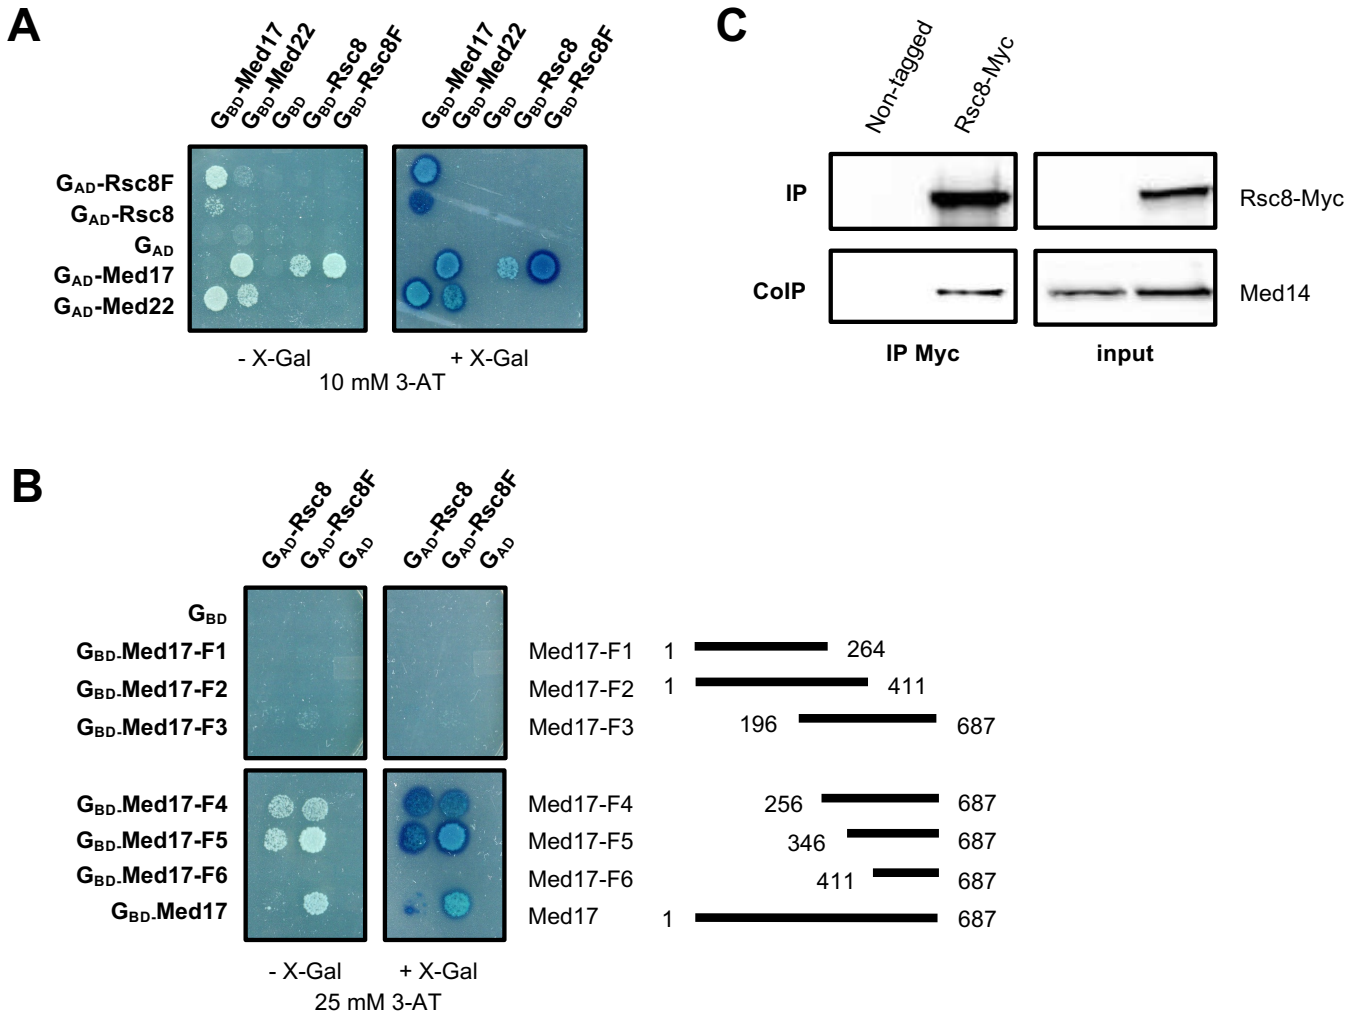 A
GBD-Med17
GBD-Med22
GBD
GBD-Rsc8
GBD-Rsc8F
GBD-Med17
GBD-Med22
GBD
GBD-Rsc8
GBD-Rsc8F
GAD-Rsc8F
GAD-Rsc8
GAD
GAD-Med17
GAD-Med22
- X-Gal
+ X-Gal
10 mM 3-AT
C
Non-tagged
Rsc8-Myc
IP
Rsc8-Myc
CoIP
Med14
IP Myc
input
B
GAD-Rsc8
GAD-Rsc8F
GAD
GAD-Rsc8
GAD-Rsc8F
GAD
GBD
GBD-Med17-F1
Med17-F1 1 264
GBD-Med17-F2
Med17-F2 1 411
GBD-Med17-F3
Med17-F3 196 687
GBD-Med17-F4
Med17-F4 256 687
GBD-Med17-F5
Med17-F5 346 687
GBD-Med17-F6
Med17-F6 411 687
GBD-Med17
Med17 1 687
- X-Gal
+ X-Gal
25 mM 3-AT